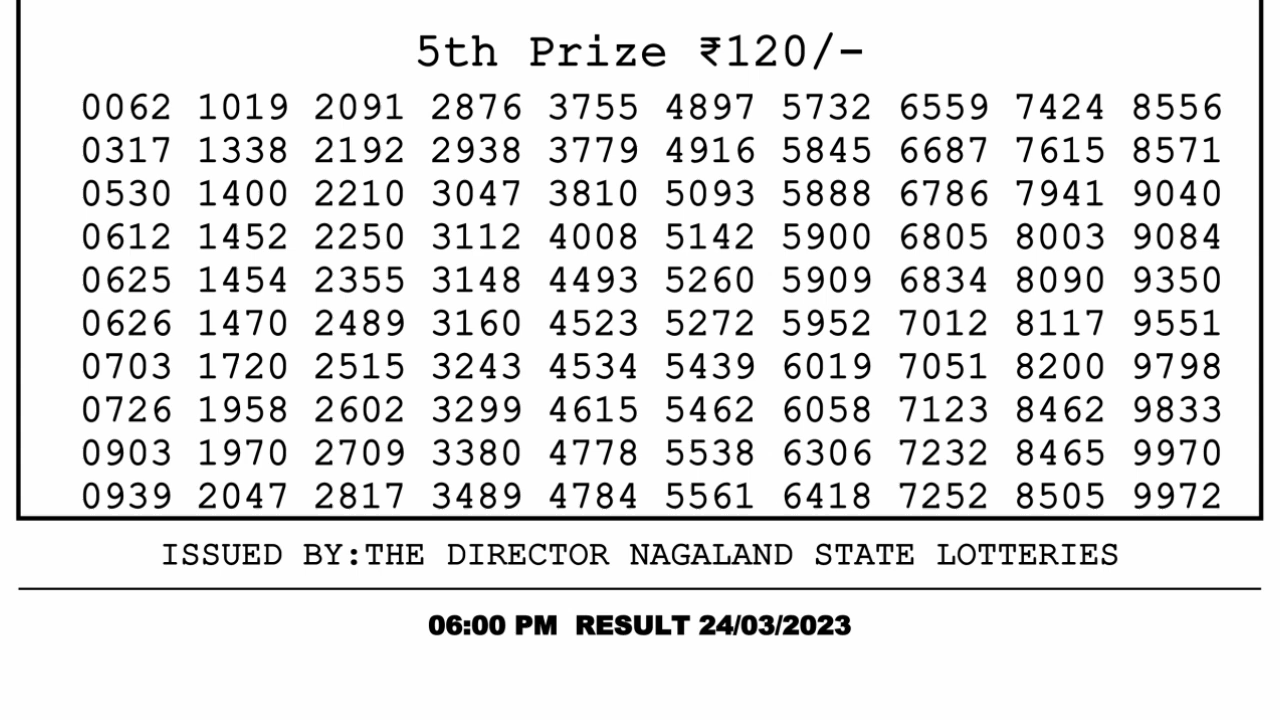 5th Prize ₹120/-
0062 1019 2091 2876 3755 4897 5732 6559 7424 8556
0317 1338 2192 2938 3779 4916 5845 6687 7615 8571
0530 1400 2210 3047 3810 5093 5888 6786 7941 9040
0612 1452 2250 3112 4008 5142 5900 6805 8003 9084
0625 1454 2355 3148 4493 5260 5909 6834 8090 9350
0626 1470 2489 3160 4523 5272 5952 7012 8117 9551
0703 1720 2515 3243 4534 5439 6019 7051 8200 9798
0726 1958 2602 3299 4615 5462 6058 7123 8462 9833
0903 1970 2709 3380 4778 5538 6306 7232 8465 9970
0939 2047 2817 3489 4784 5561 6418 7252 8505 9972
ISSUED BY:THE DIRECTOR NAGALAND STATE LOTTERIES
06:00 PM RESULT 24/03/2023